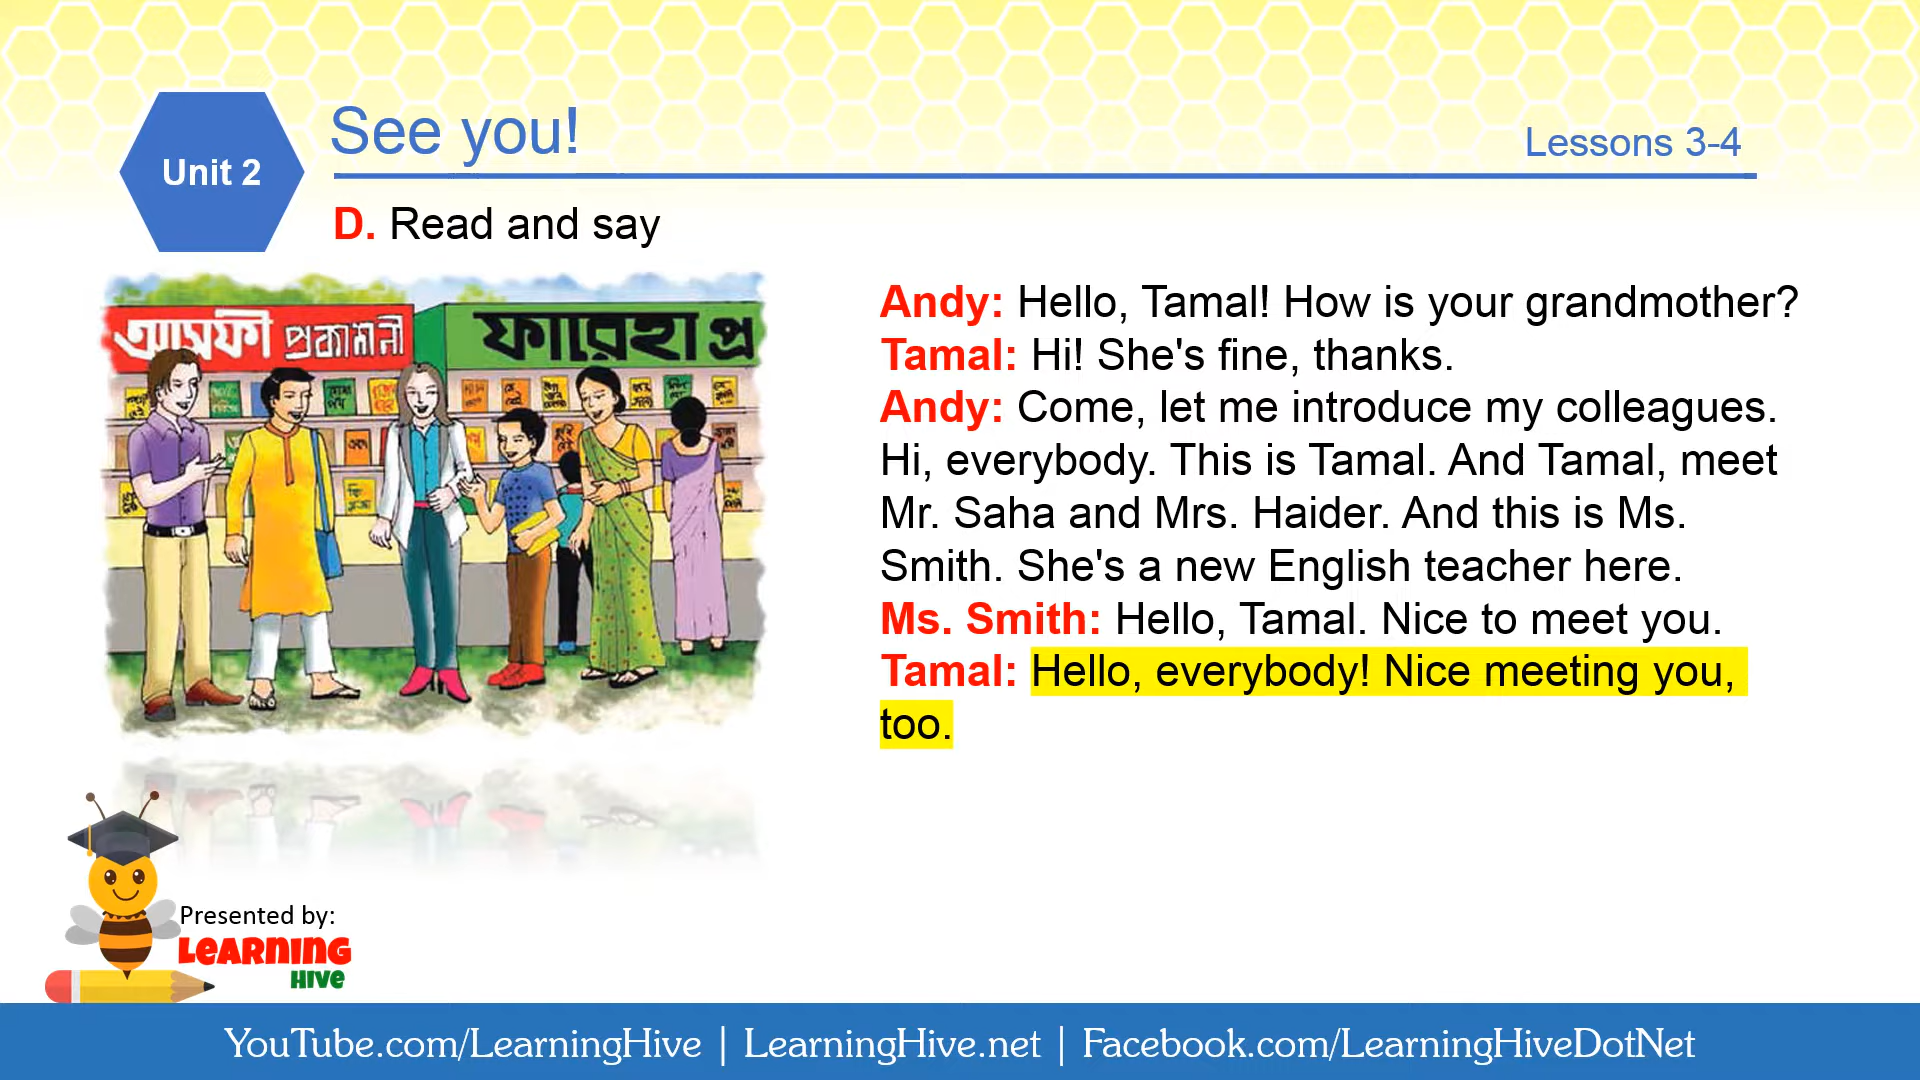 Unit 2
See you!
Lessons 3-4
D. Read and say
আসফী প্রকাশনী
ফারেহা প্র
Andy: Hello, Tamal! How is your grandmother?
Tamal: Hi! She's fine, thanks.
Andy: Come, let me introduce my colleagues.
Hi, everybody. This is Tamal. And Tamal, meet
Mr. Saha and Mrs. Haider. And this is Ms.
Smith. She's a new English teacher here.
Ms. Smith: Hello, Tamal. Nice to meet you.
Tamal: Hello, everybody! Nice meeting you,
too.
Presented by:
LEARNING
HIVE
YouTube.com/LearningHive | LearningHive.net | Facebook.com/LearningHiveDotNet